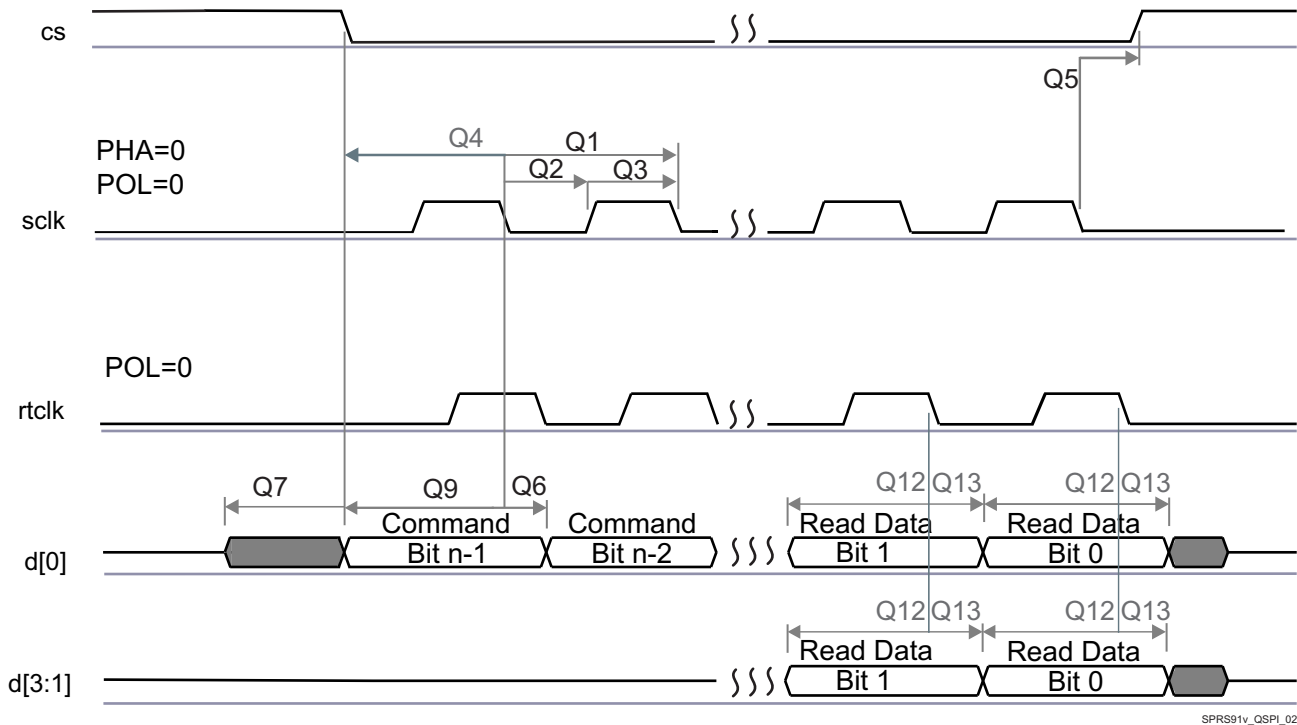 cs
Q5
PHA=0
POL=0
Q4
Q1
Q2
Q3
sclk
POL=0
rtclk
Q7
Q9
Q6
Q12
Q13
Q12
Q13
Command
Command
Read Data
Read Data
d[0]
Bit n-1
Bit n-2
Bit 1
Bit 0
Q12
Q13
Q12
Q13
Read Data
Read Data
d[3:1]
Bit 1
Bit 0
SPRS91v_QSPI_02